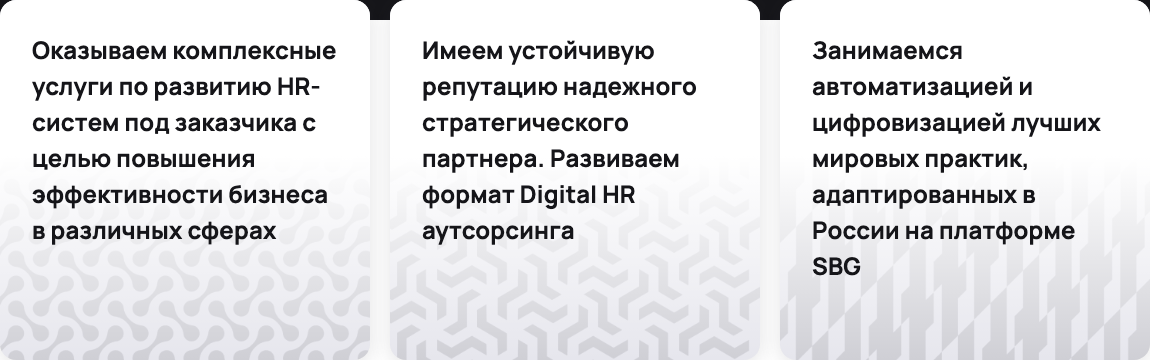 Оказываем комплексные
услуги по развитию HR-
систем под заказчика с
целью повышения
эффективности бизнеса
в различных сферах
Имеем устойчивую
репутацию надежного
стратегического
партнера. Развиваем
формат Digital HR
аутсорсинга
Занимаемся
автоматизацией и
цифровизацией лучших
мировых практик,
адаптированных в
России на платформе
SBG